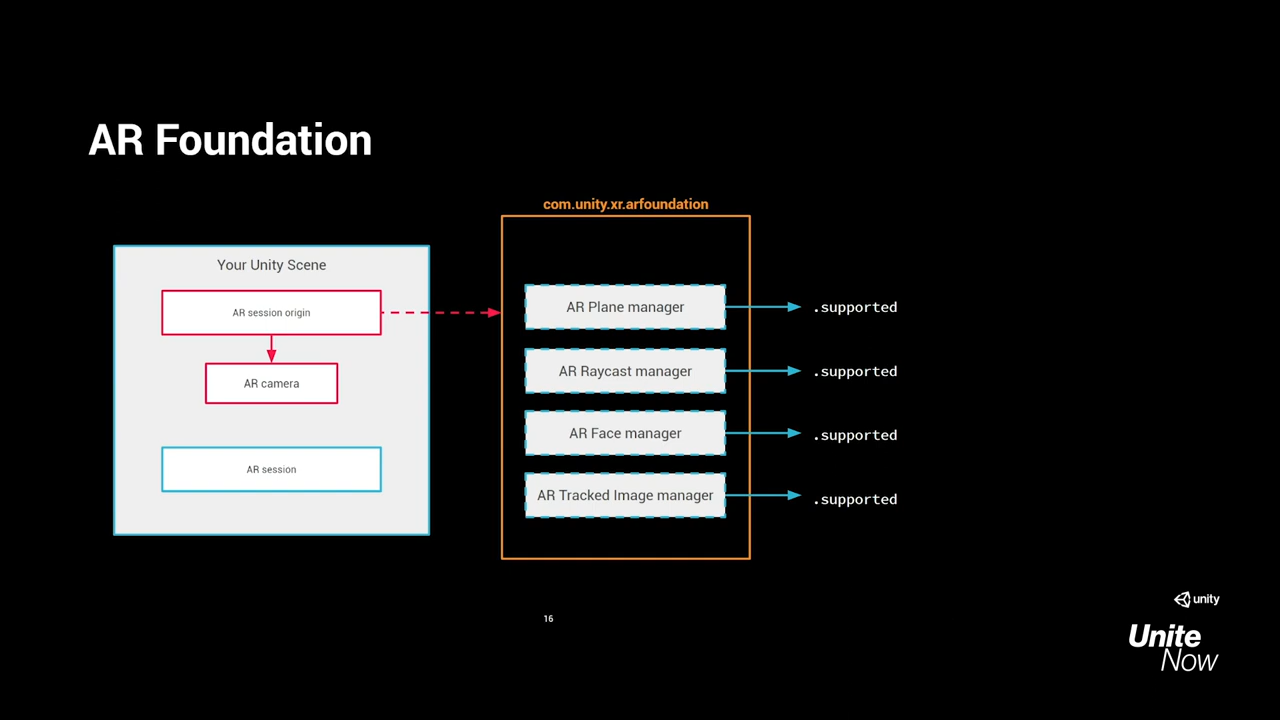 AR Foundation
com.unity.xr.arfoundation
Your Unity Scene
AR session origin
AR camera
AR session
AR Plane manager
.supported
AR Raycast manager
.supported
AR Face manager
.supported
AR Tracked Image manager
.supported
16
unity
Unite
Now